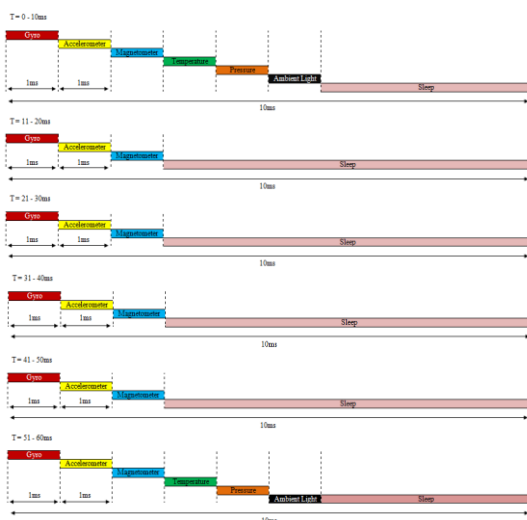 T = 0 - 10ms
Gyro
Accelerometer
Magnetometer
Temperature
Pressure
Ambient Light
Sleep
1ms 1ms
10ms
T = 11 - 20ms
Gyro
Accelerometer
Magnetometer
Sleep
1ms 1ms
10ms
T = 21 - 30ms
Gyro
Accelerometer
Magnetometer
Sleep
1ms 1ms
10ms
T = 31 - 40ms
Gyro
Accelerometer
Magnetometer
Sleep
1ms 1ms
10ms
T = 41 - 50ms
Gyro
Accelerometer
Magnetometer
Sleep
1ms 1ms
10ms
T = 51 - 60ms
Gyro
Accelerometer
Magnetometer
Temperature
Pressure
Ambient Light
Sleep
1ms 1ms
10ms